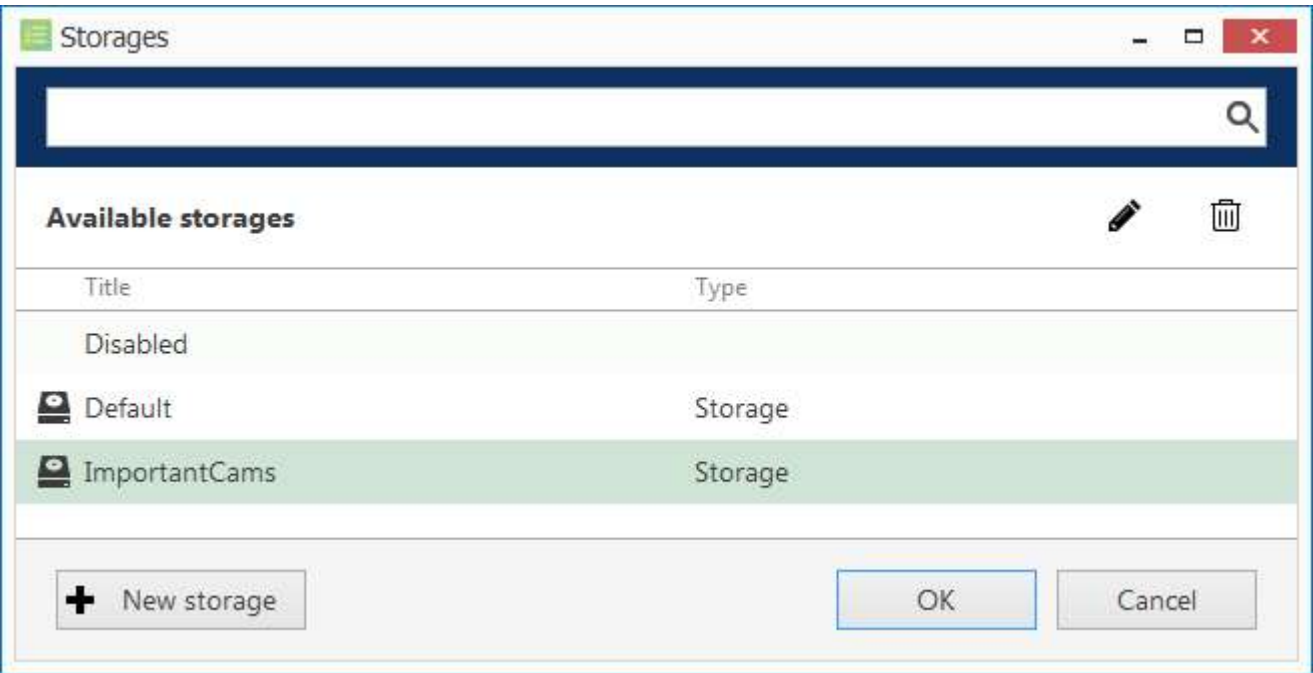 Storages
Available storages
Title Type
Disabled
Default Storage
ImportantCams Storage
New storage OK Cancel